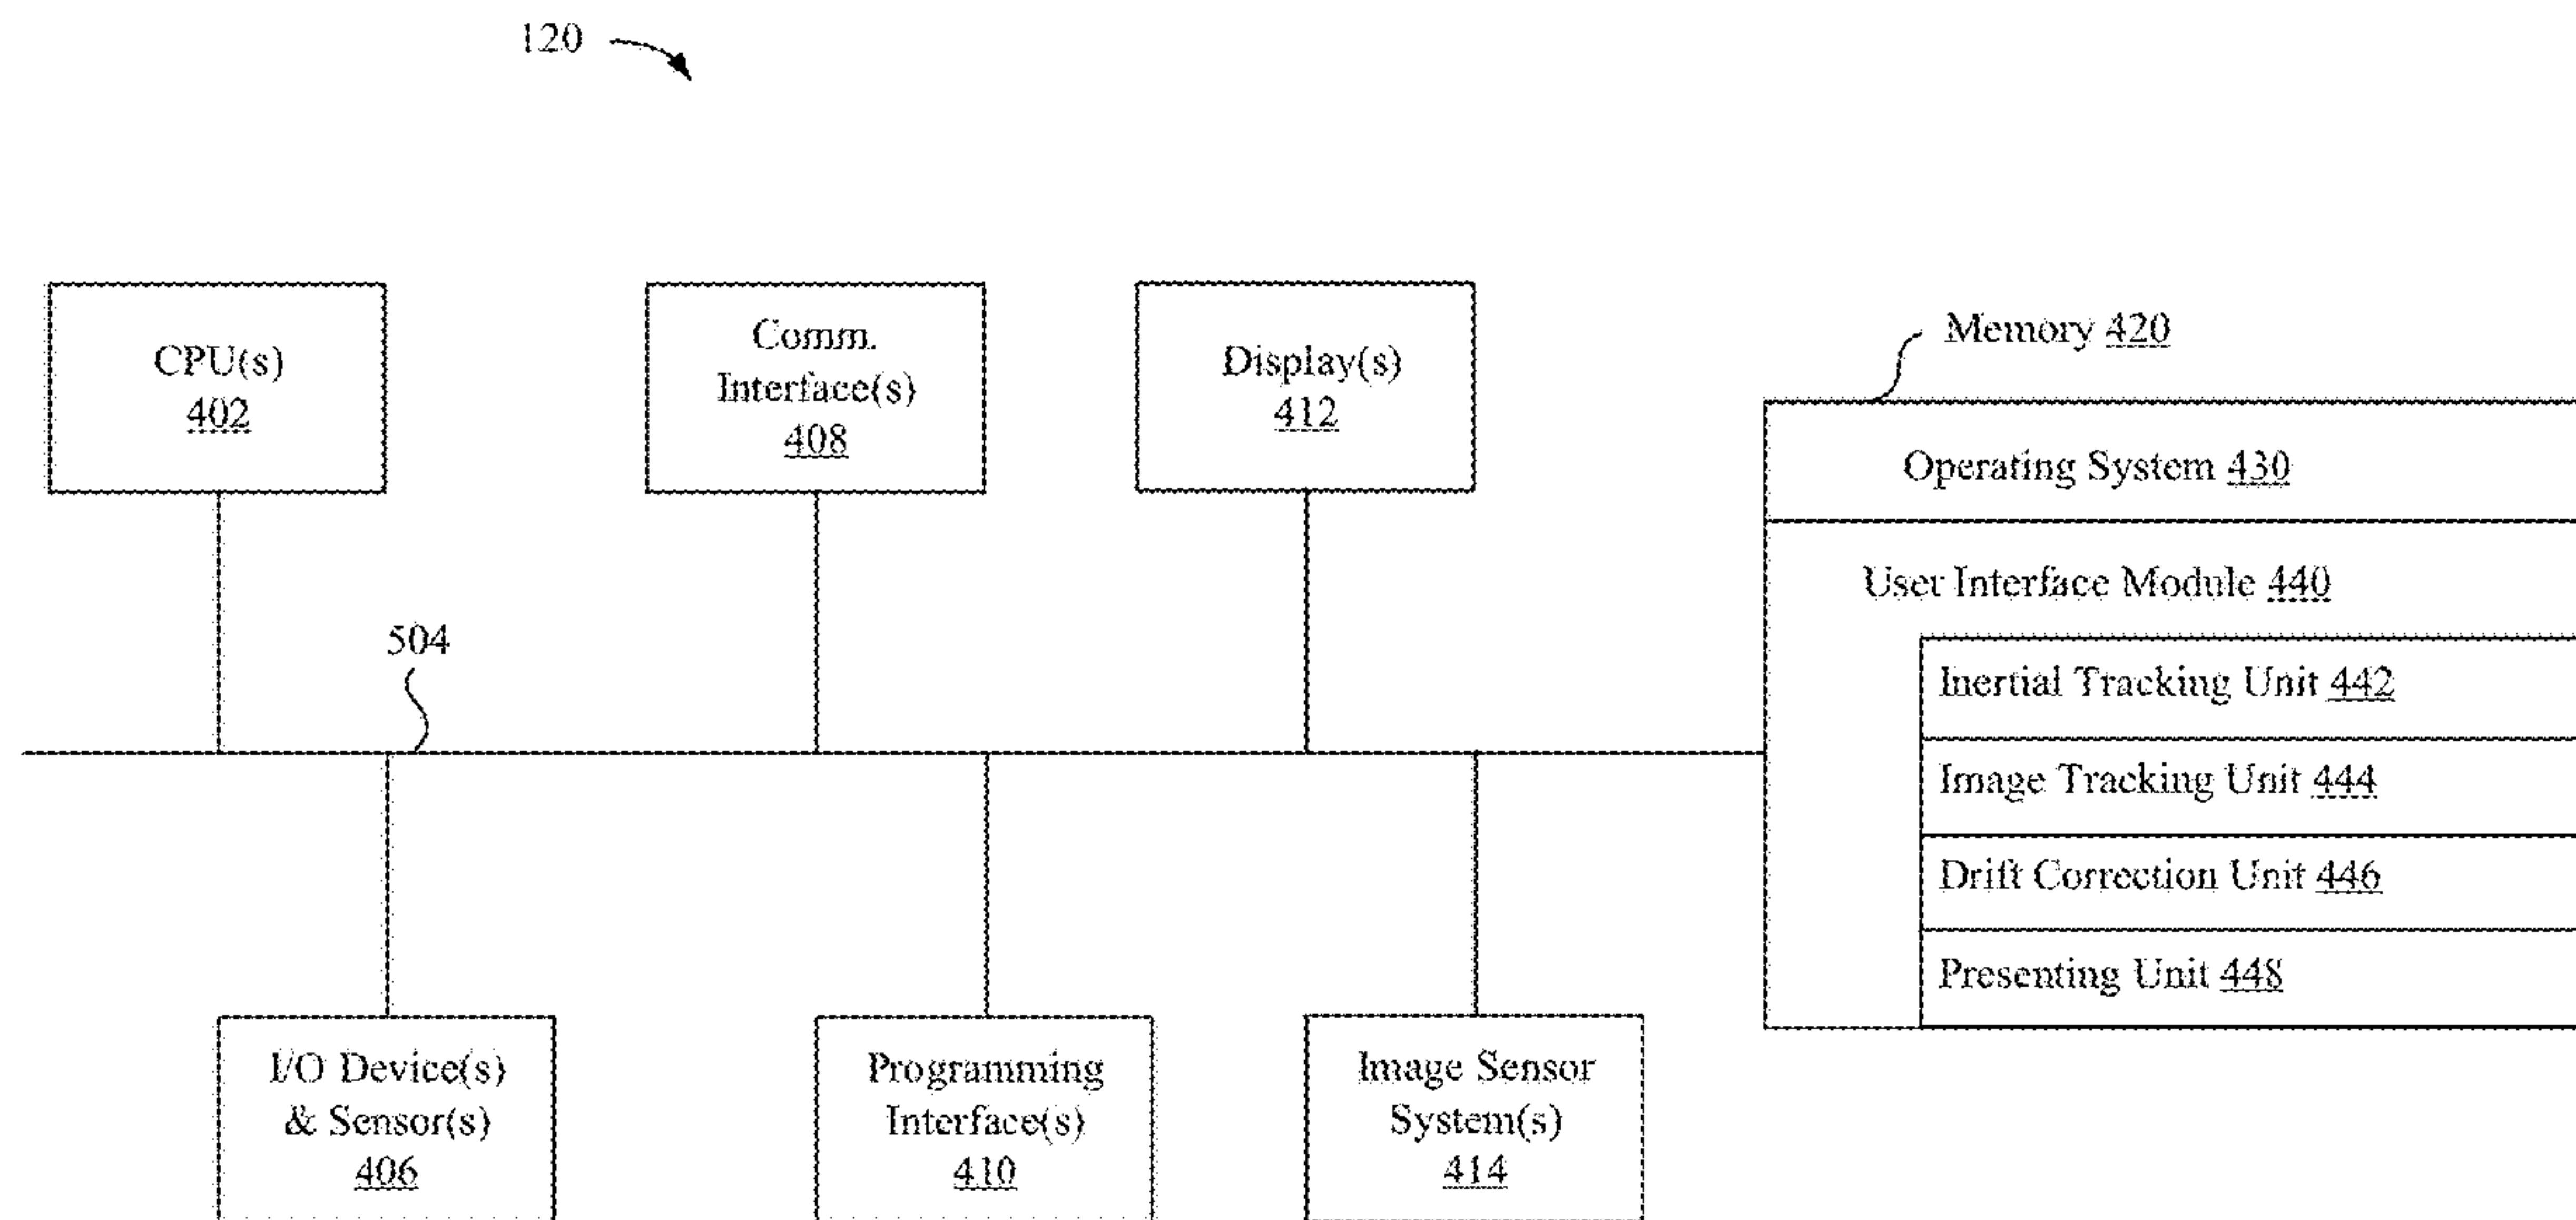 120
CPU(s)
402
Comm.
Interface(s)
408
Display(s)
412
Memory 420
Operating System 430
User Interface Module 440
Inertial Tracking Unit 442
Image Tracking Unit 444
Drift Correction Unit 446
Presenting Unit 448
504
I/O Device(s)
& Sensor(s)
406
Programming
Interface(s)
410
Image Sensor
System(s)
414